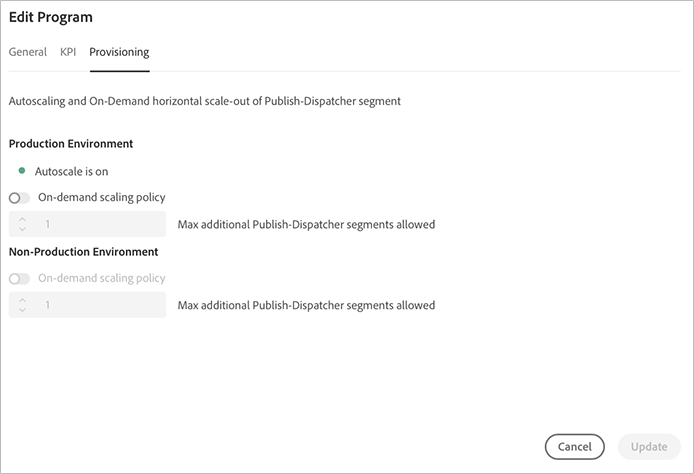 Edit Program
General KPI Provisioning
Autoscaling and On-Demand horizontal scale-out of Publish-Dispatcher segment
Production Environment
Autoscale is on
On-demand scaling policy
1 Max additional Publish-Dispatcher segments allowed
Non-Production Environment
On-demand scaling policy
1 Max additional Publish-Dispatcher segments allowed
Cancel Update